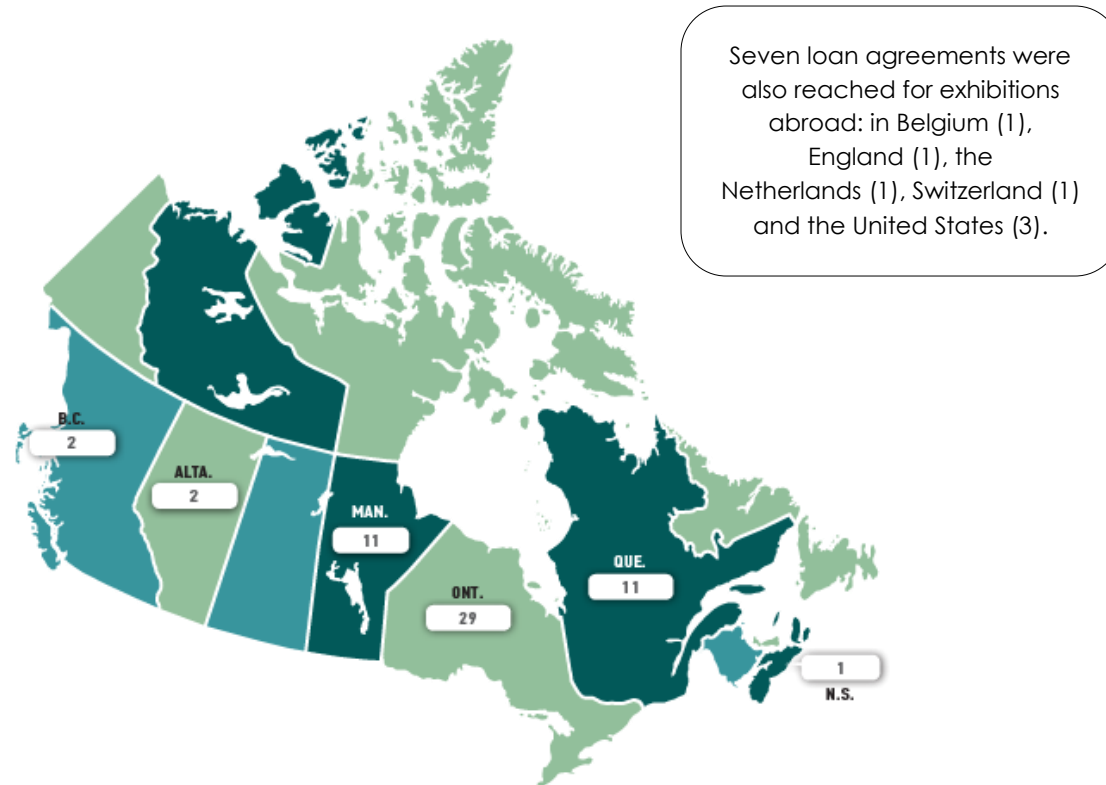 Seven loan agreements were
also reached for exhibitions
abroad: in Belgium (1),
England (1), the
Netherlands (1), Switzerland (1)
and the United States (3).
B.C.
2
ALTA.
2
MAN.
11
ONT.
29
QUE.
11
1
N.S.